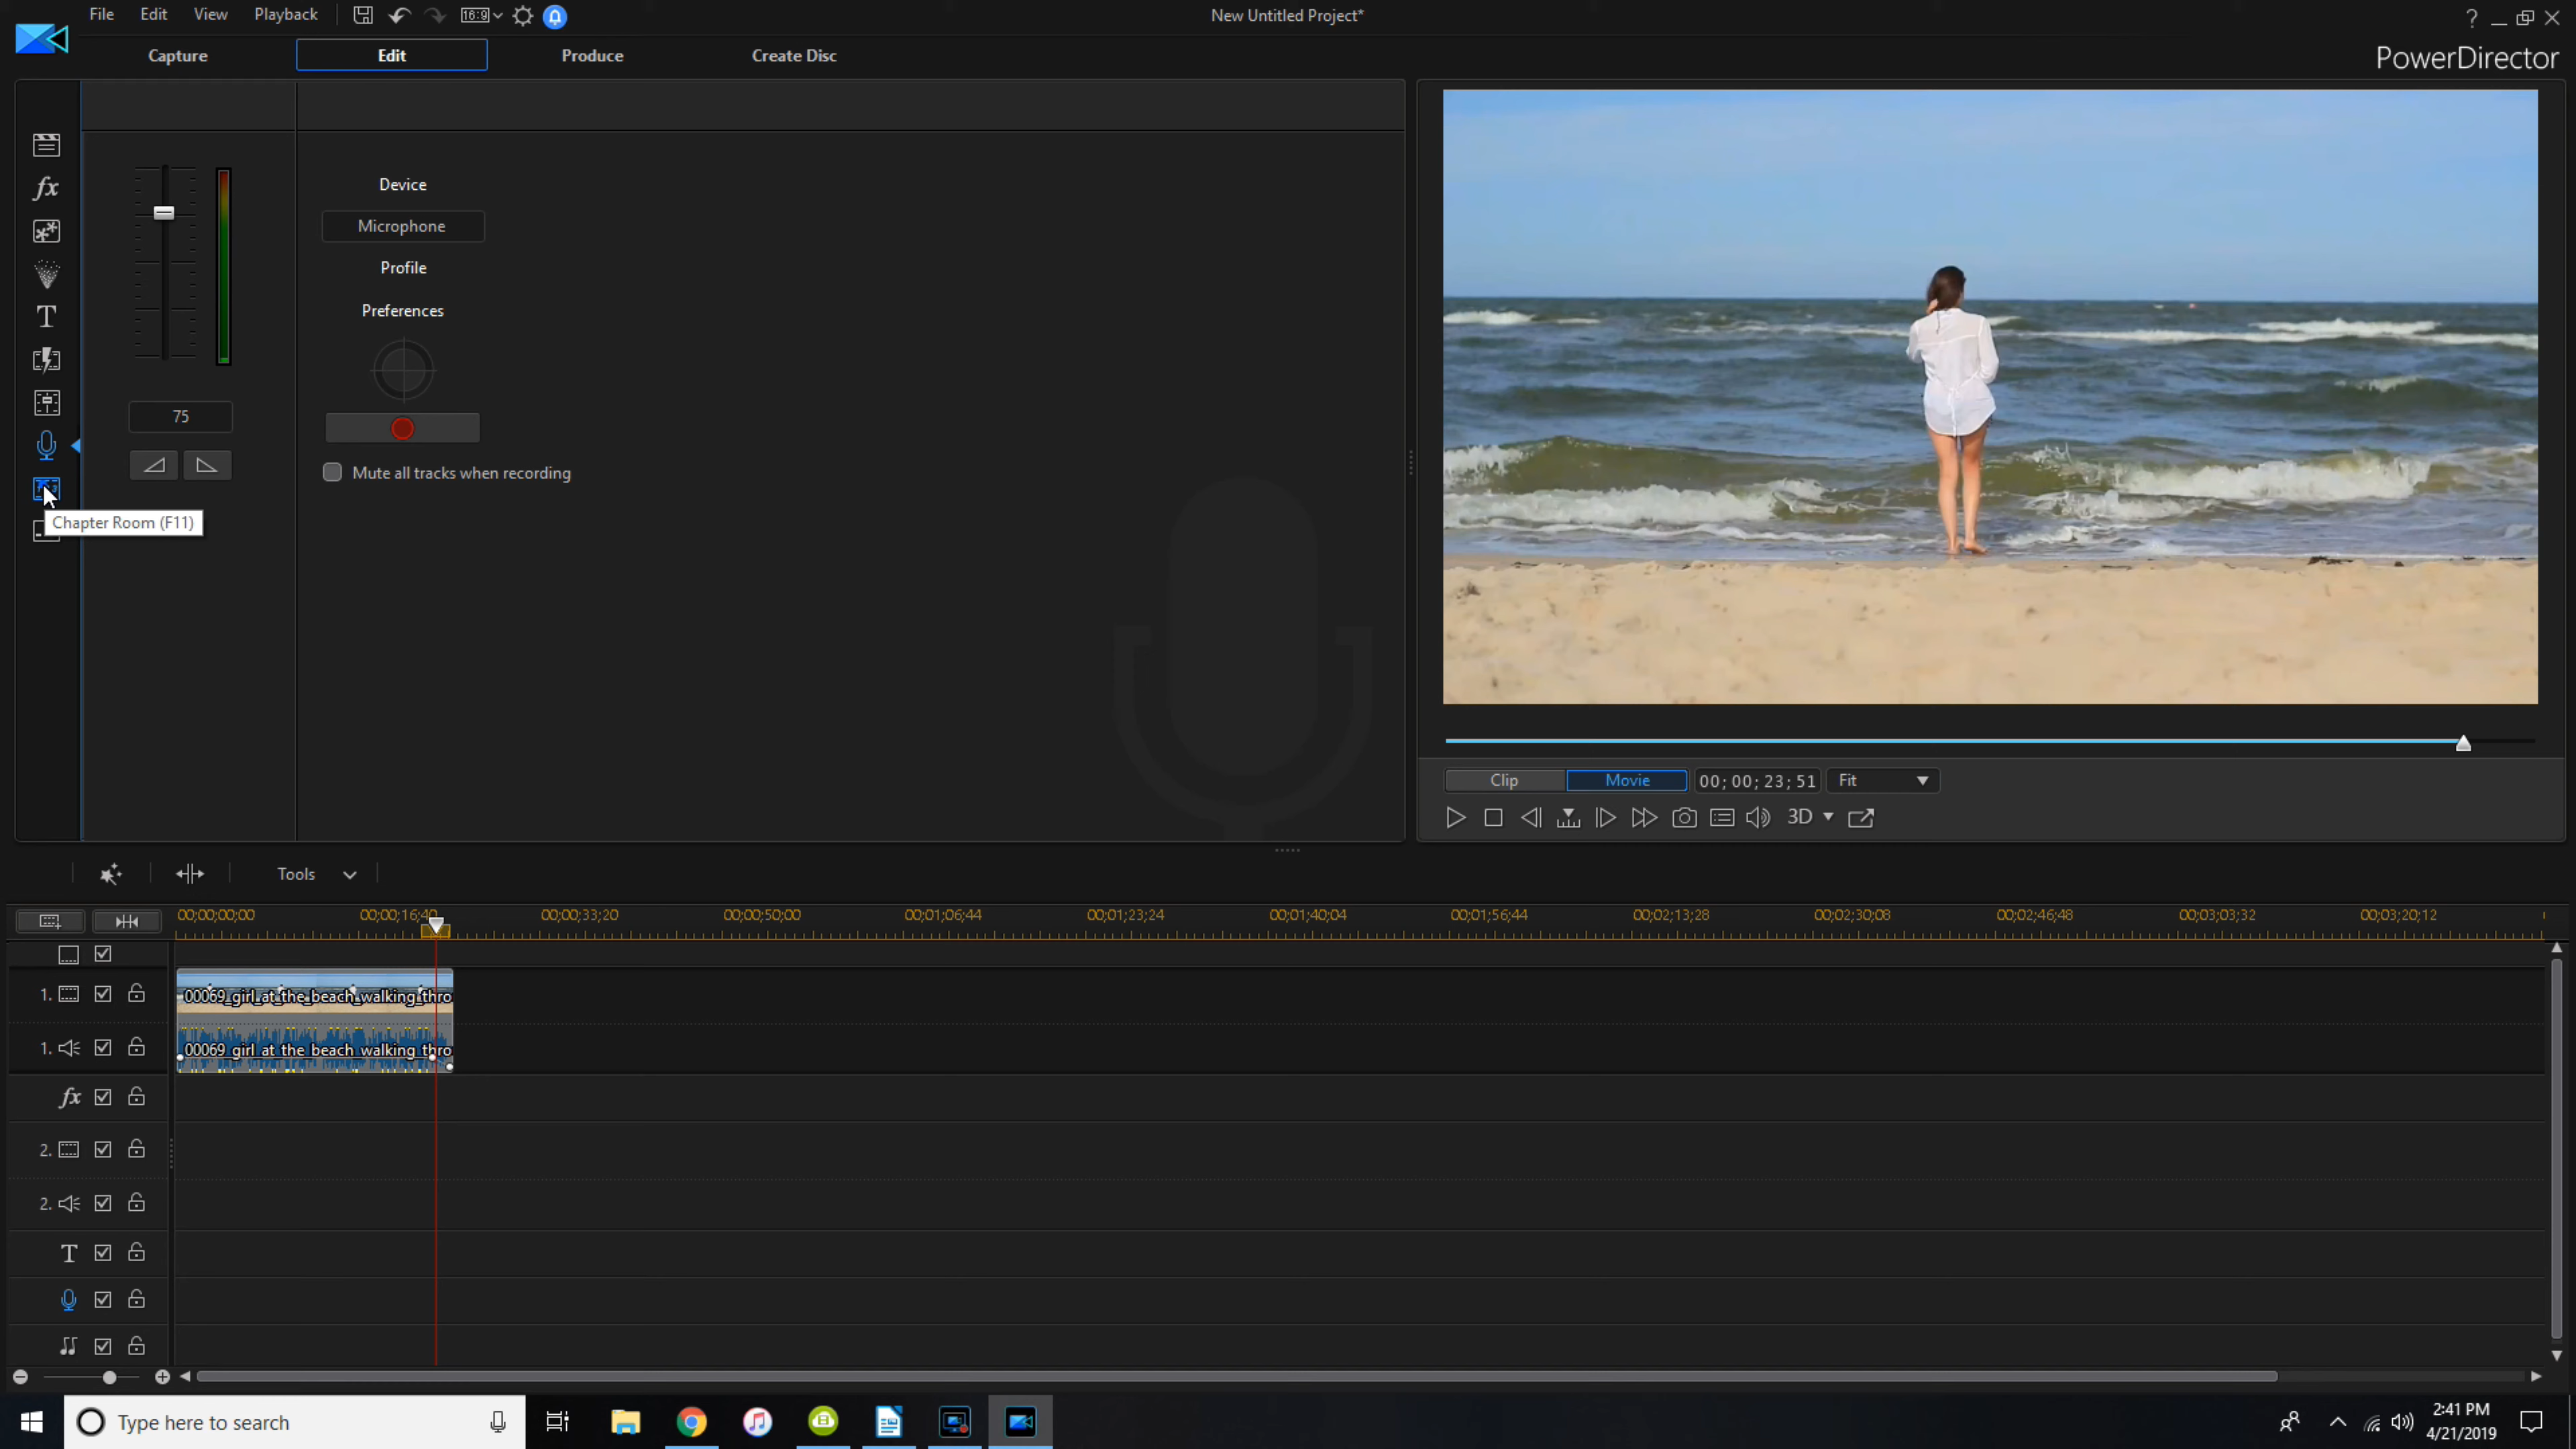 File Edit View Playback 16:9 New Untitled Project* ?
Capture Edit Produce Create Disc PowerDirector
Device
Microphone
Profile
Preferences
75
Mute all tracks when recording
Chapter Room (F11)
fx
T
Clip Movie 00;00;23;51 Fit
3D
Tools
00;00;00;00 00;00;16;40 00;00;33;20 00;00;50;00 00;01;06;44 00;01;23;24 00;01;40;04 00;01;56;44 00;02;13;28 00;02;30;08 00;02;46;48 00;03;03;32 00;03;20;12
1. 00069_girl_at_the_beach_walking_thro
1. 00069_girl_at_the_beach_walking_thro
fx
2.
2.
T
Type here to search
2:41 PM
4/21/2019